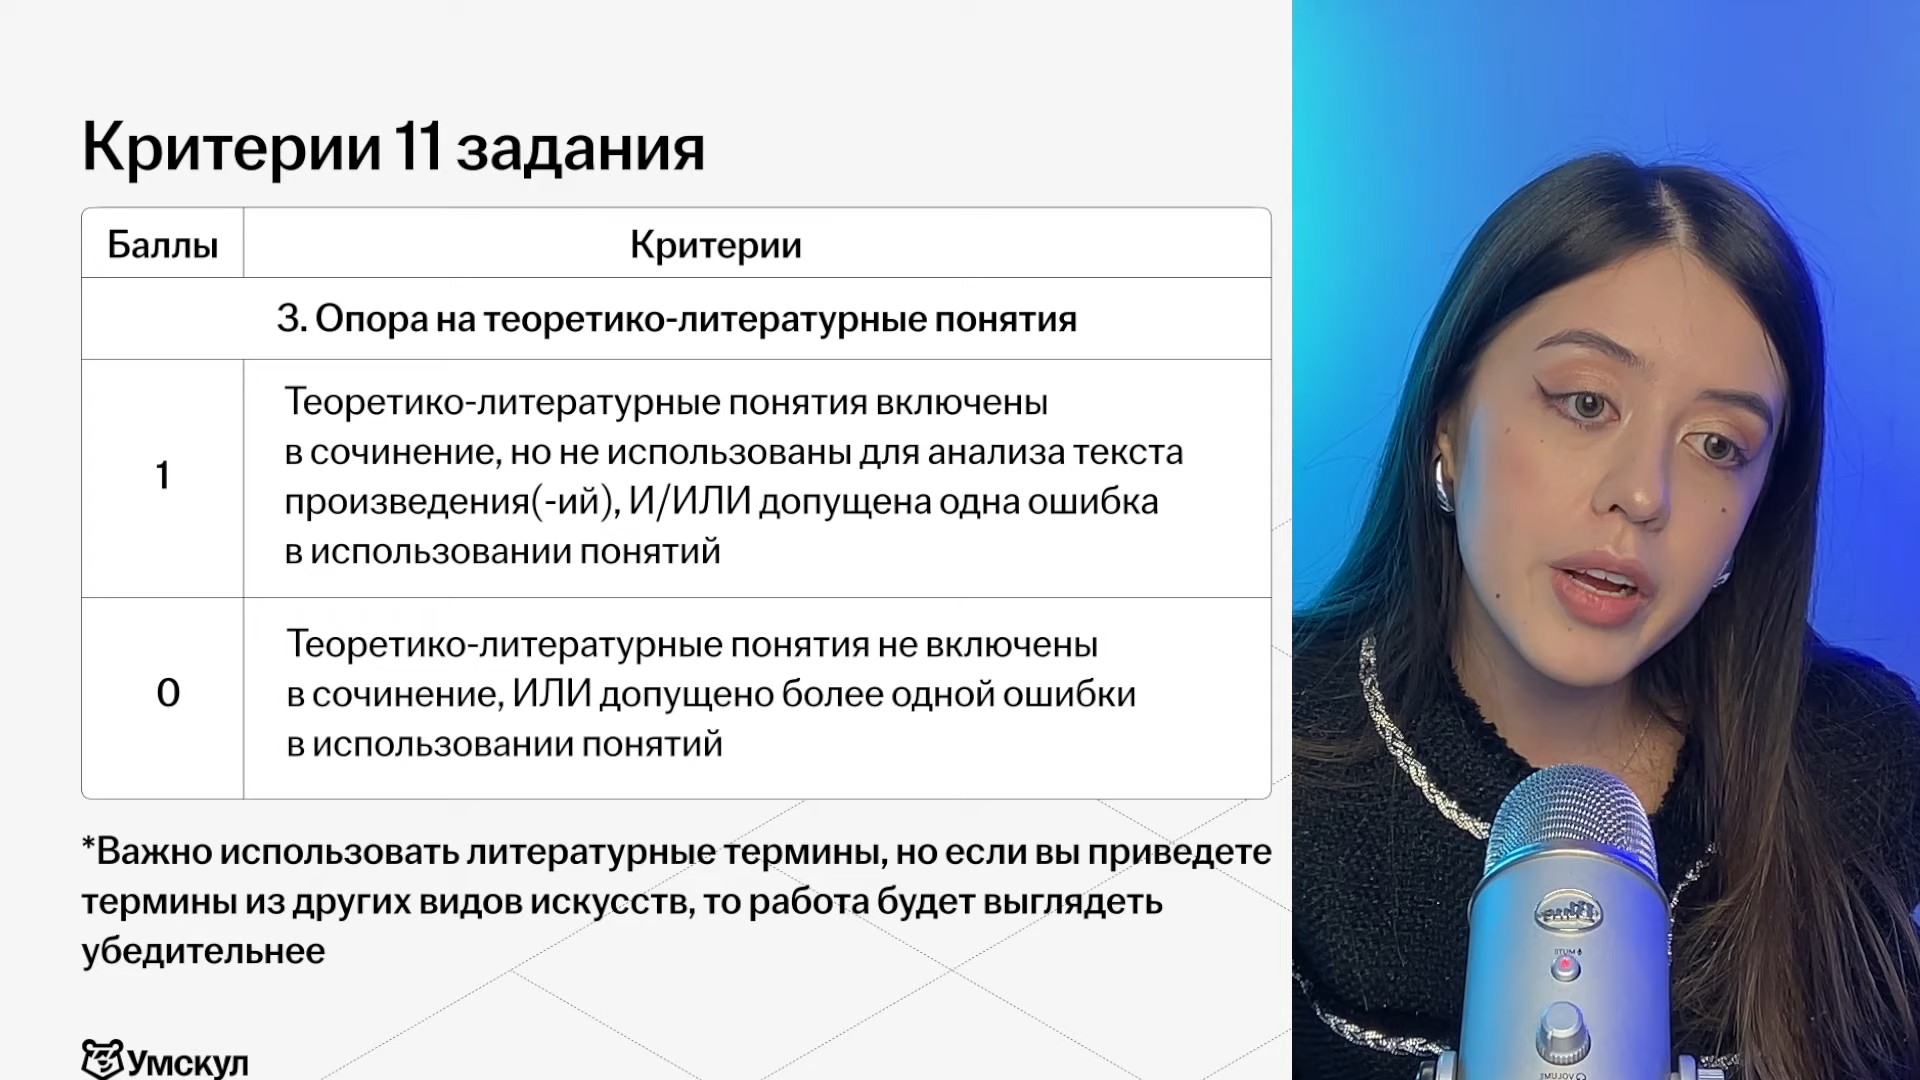 Критерии 11 задания
Баллы
Критерии
3. Опора на теоретико-литературные понятия
1
Теоретико-литературные понятия включены
в сочинение, но не использованы для анализа текста
произведения(-ий), И/ИЛИ допущена одна ошибка
в использовании понятий
0
Теоретико-литературные понятия не включены
в сочинение, ИЛИ допущено более одной ошибки
в использовании понятий
*Важно использовать литературные термины, но если вы приведете
термины из других видов искусств, то работа будет выглядеть
убедительнее
Умскул
Blue
MUTE
VOLUME